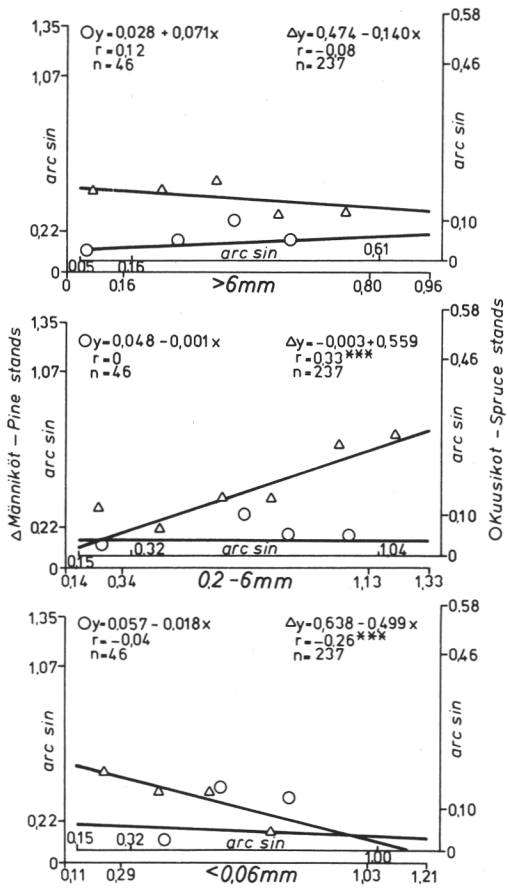 △Männiköt – Pine stands
○Kuusikot – Spruce stands
1,35
1,07
0,22
0
arc sin
○y=0,028 + 0,071x
r=0,12
n=46
△y=0,474 – 0,140x
r=–0,08
n=237
0,58
0,46
0,10
0
arc sin
0,05 0,16 arc sin 0,61
0 0,16 >6mm 0,80 0,96
1,35
1,07
0,22
0
arc sin
○y=0,048 – 0,001x
r=0
n=46
△y=–0,003+0,559
r=0,33***
n=237
0,58
0,46
0,10
0
arc sin
0,15 0,32 arc sin 1,04
0,14 0,34 0,2–6mm 1,13 1,33
1,35
1,07
0,22
0
arc sin
○y=0,057 – 0,018x
r=–0,04
n=46
△y=0,638 – 0,499x
r=–0,26***
n=237
0,58
0,46
0,10
0
arc sin
0,15 0,32 arc sin 1,00
0,11 0,29 <0,06mm 1,03 1,21